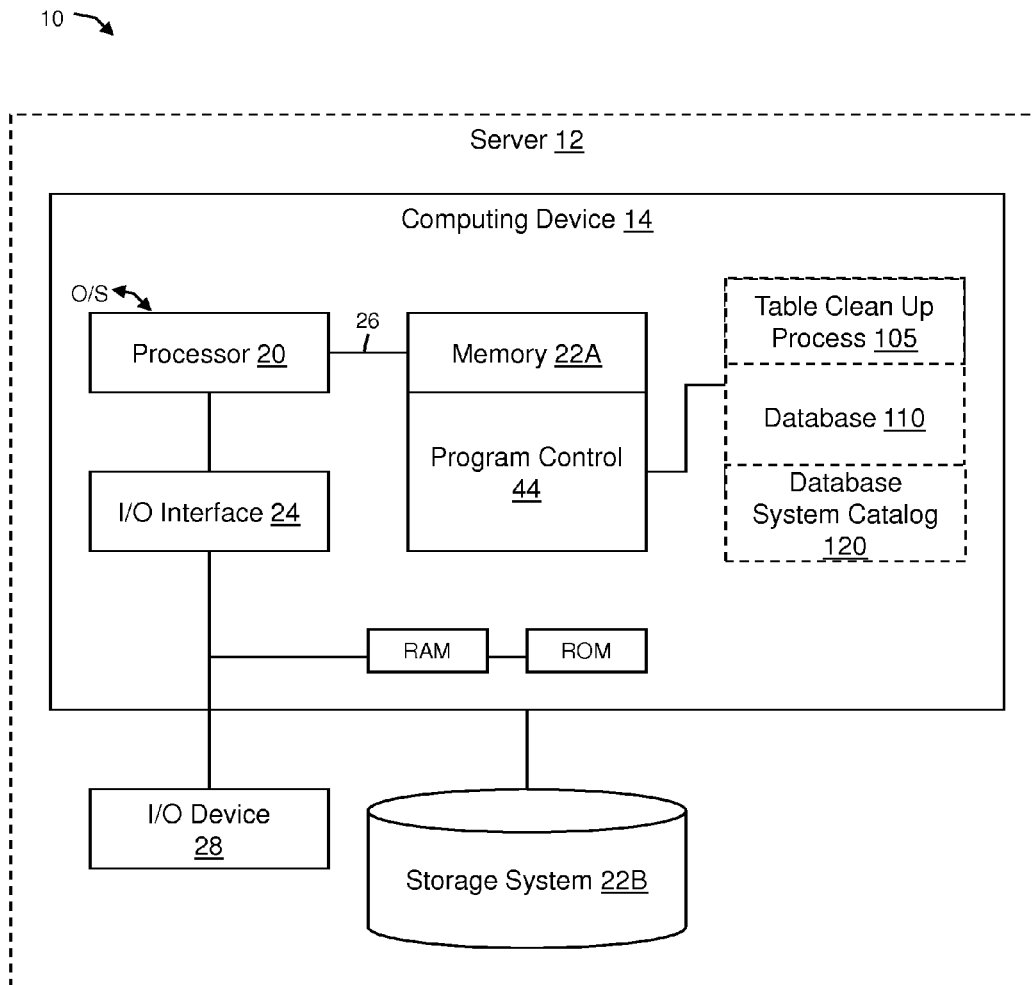 10
Server 12
Computing Device 14
O/S
Processor 20
26
Memory 22A
Program Control
44
Table Clean Up
Process 105
Database 110
Database
System Catalog
120
I/O Interface 24
RAM
ROM
I/O Device
28
Storage System 22B